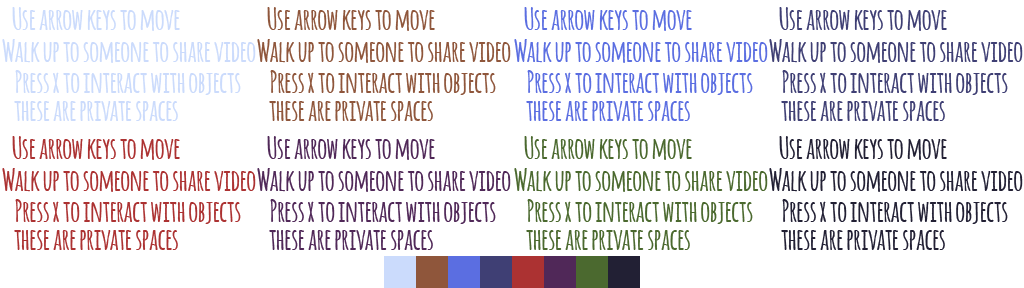 Use arrow keys to move
Walk up to someone to share video
Press x to interact with objects
these are private spaces
Use arrow keys to move
Walk up to someone to share video
Press x to interact with objects
these are private spaces
Use arrow keys to move
Walk up to someone to share video
Press x to interact with objects
these are private spaces
Use arrow keys to move
Walk up to someone to share video
Press x to interact with objects
these are private spaces
Use arrow keys to move
Walk up to someone to share video
Press x to interact with objects
these are private spaces
Use arrow keys to move
Walk up to someone to share video
Press x to interact with objects
these are private spaces
Use arrow keys to move
Walk up to someone to share video
Press x to interact with objects
these are private spaces
Use arrow keys to move
Walk up to someone to share video
Press x to interact with objects
these are private spaces